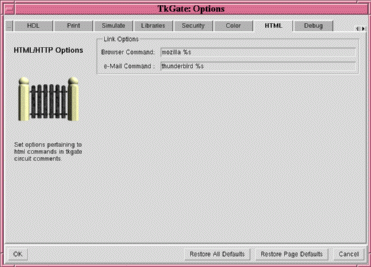 TkGate: Options
HDL Print Simulate Libraries Security Color HTML Debug
HTML/HTTP Options
Link Options
Browser Command: mozilla %s
e-Mail Command : thunderbird %s
Set options pertaining to
html commands in tkgate
circuit comments.
OK Restore All Defaults Restore Page Defaults Cancel